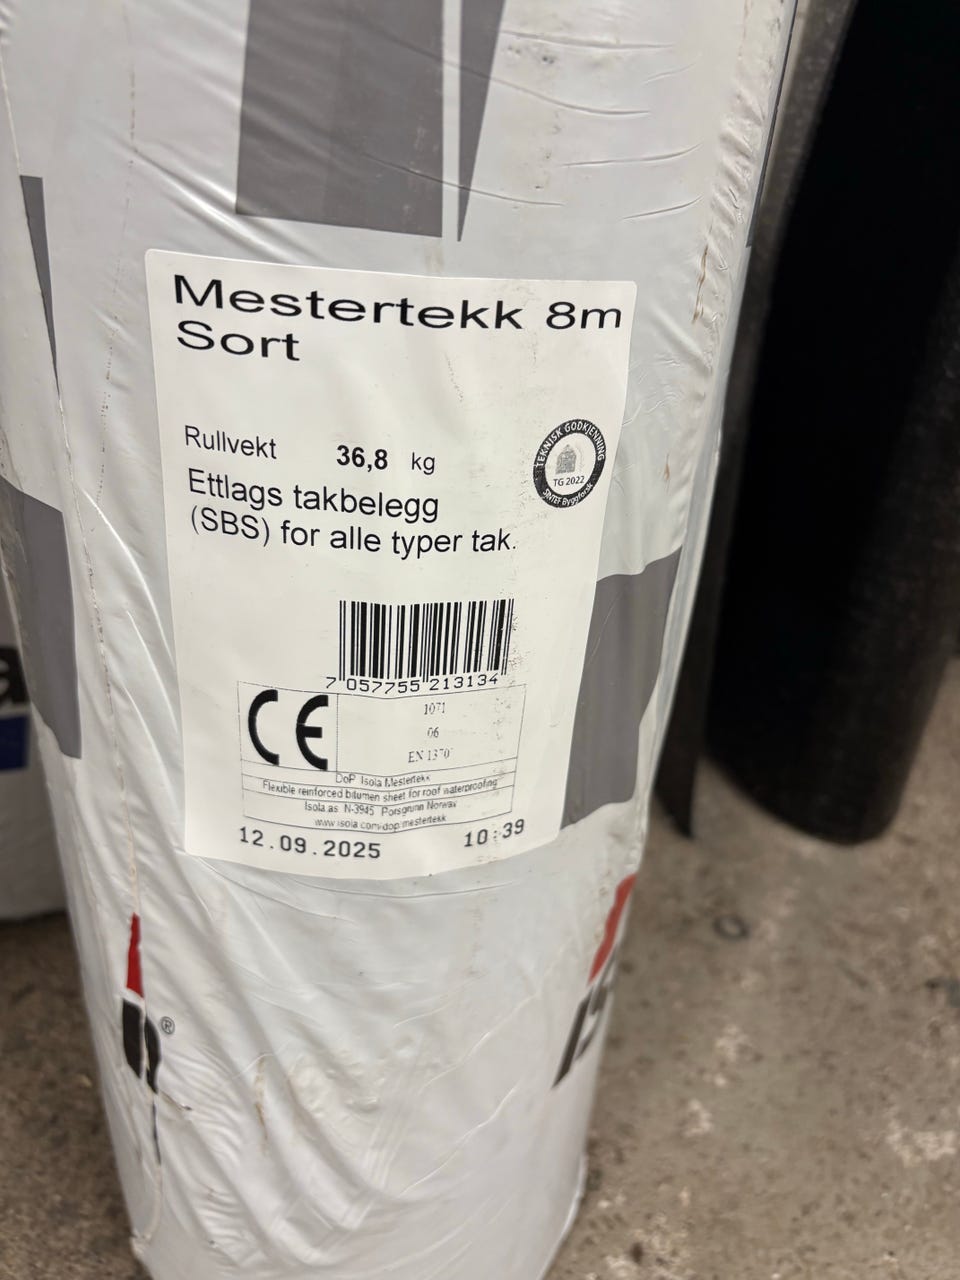 Mestertekk 8m
Sort
Rullvekt 36,8 kg
Ettlags takbelegg
(SBS) for alle typer tak.
TEKNISK GODKJENNING
TG 2022
SINTEF Byggforsk
7 057755 213134
CE
1071
06
EN 1370
DoP Isola Mestertekk
Flexible reinforced bitumen sheet for roof waterproofing
Isola as N-3945 Porsgrunn Norway
www.isola.com/dop/mestertekk
12.09.2025 10:39
a
®